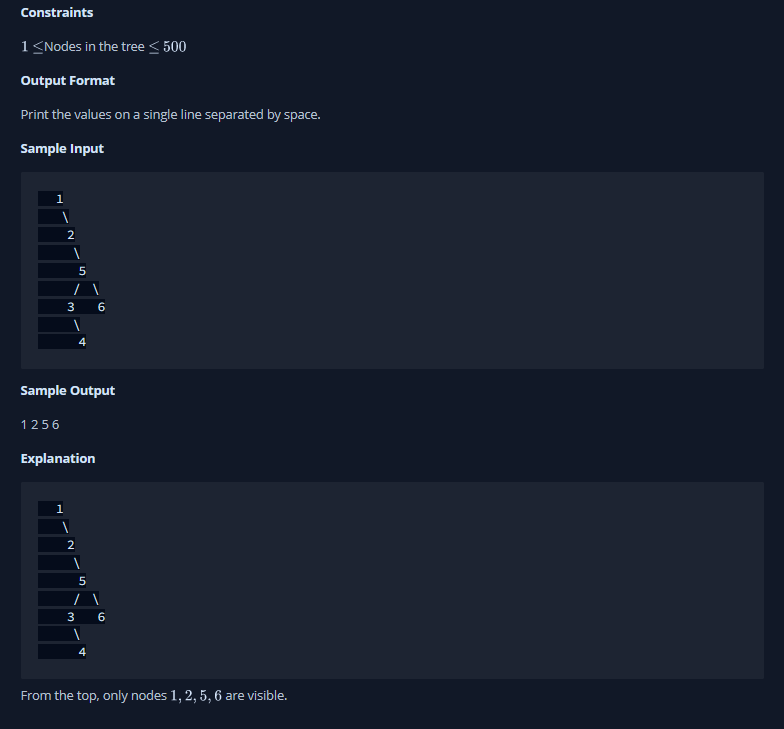 Constraints
1 ≤Nodes in the tree ≤ 500
Output Format
Print the values on a single line separated by space.
Sample Input
   1
    \
     2
      \
       5
      /  \
     3    6
      \
       4
Sample Output
1 2 5 6
Explanation
   1
    \
     2
      \
       5
      /  \
     3    6
      \
       4
From the top, only nodes 1, 2, 5, 6 are visible.